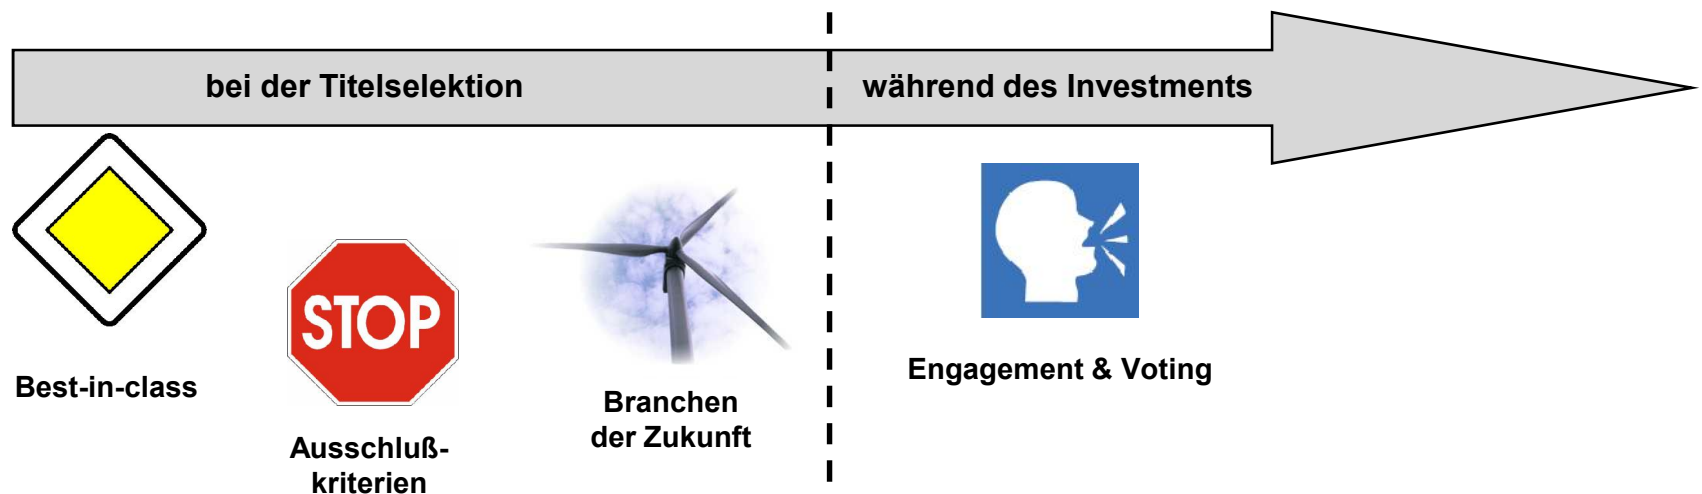 bei der Titelselektion
während des Investments
STOP
Best-in-class
Ausschluß-
kriterien
Branchen
der Zukunft
Engagement & Voting